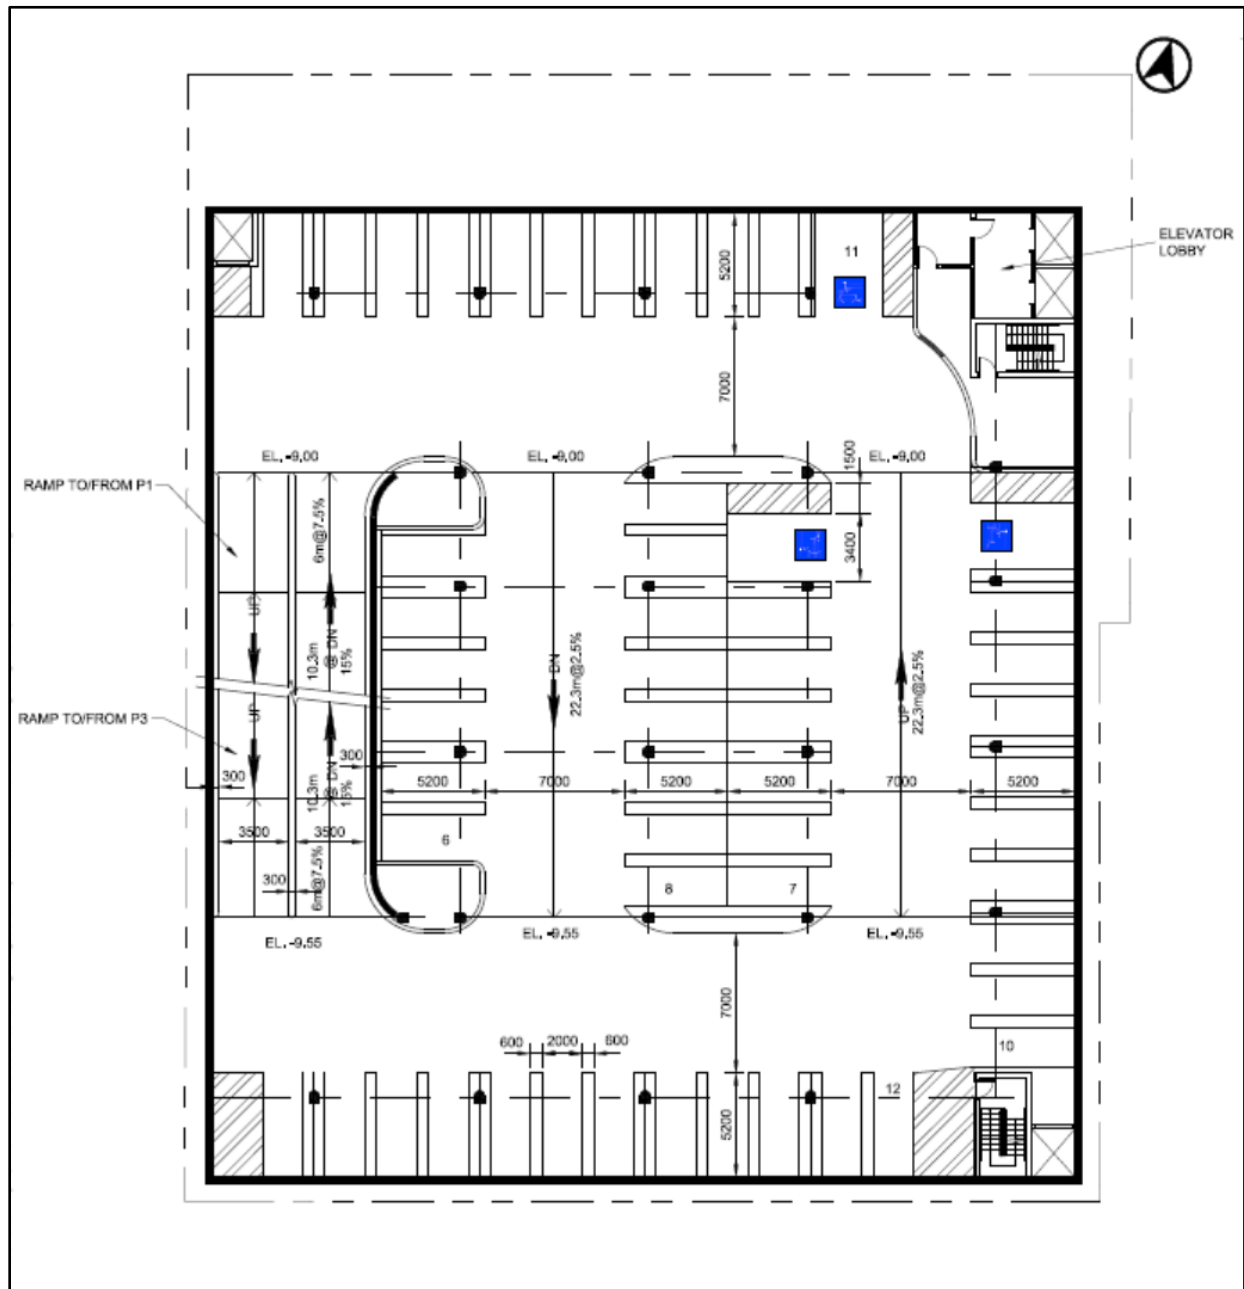 ELEVATOR
LOBBY
11
5200
7000
EL. -9.00
EL. -9.00
EL. -9.00
1500
3400
RAMP TO/FROM P1
6m@7.5%
UP
10.3m
@ DN
15%
DN
22.3m@2.5%
UP
22.3m@2.5%
RAMP TO/FROM P3
UP
10.3m
@ DN
15%
300
300
5200
7000
5200
5200
7000
5200
3500
3500
6
300
6m@7.5%
8
7
EL. -9.55
EL. -9.55
EL. -9.55
7000
600
2000
600
10
12
5200